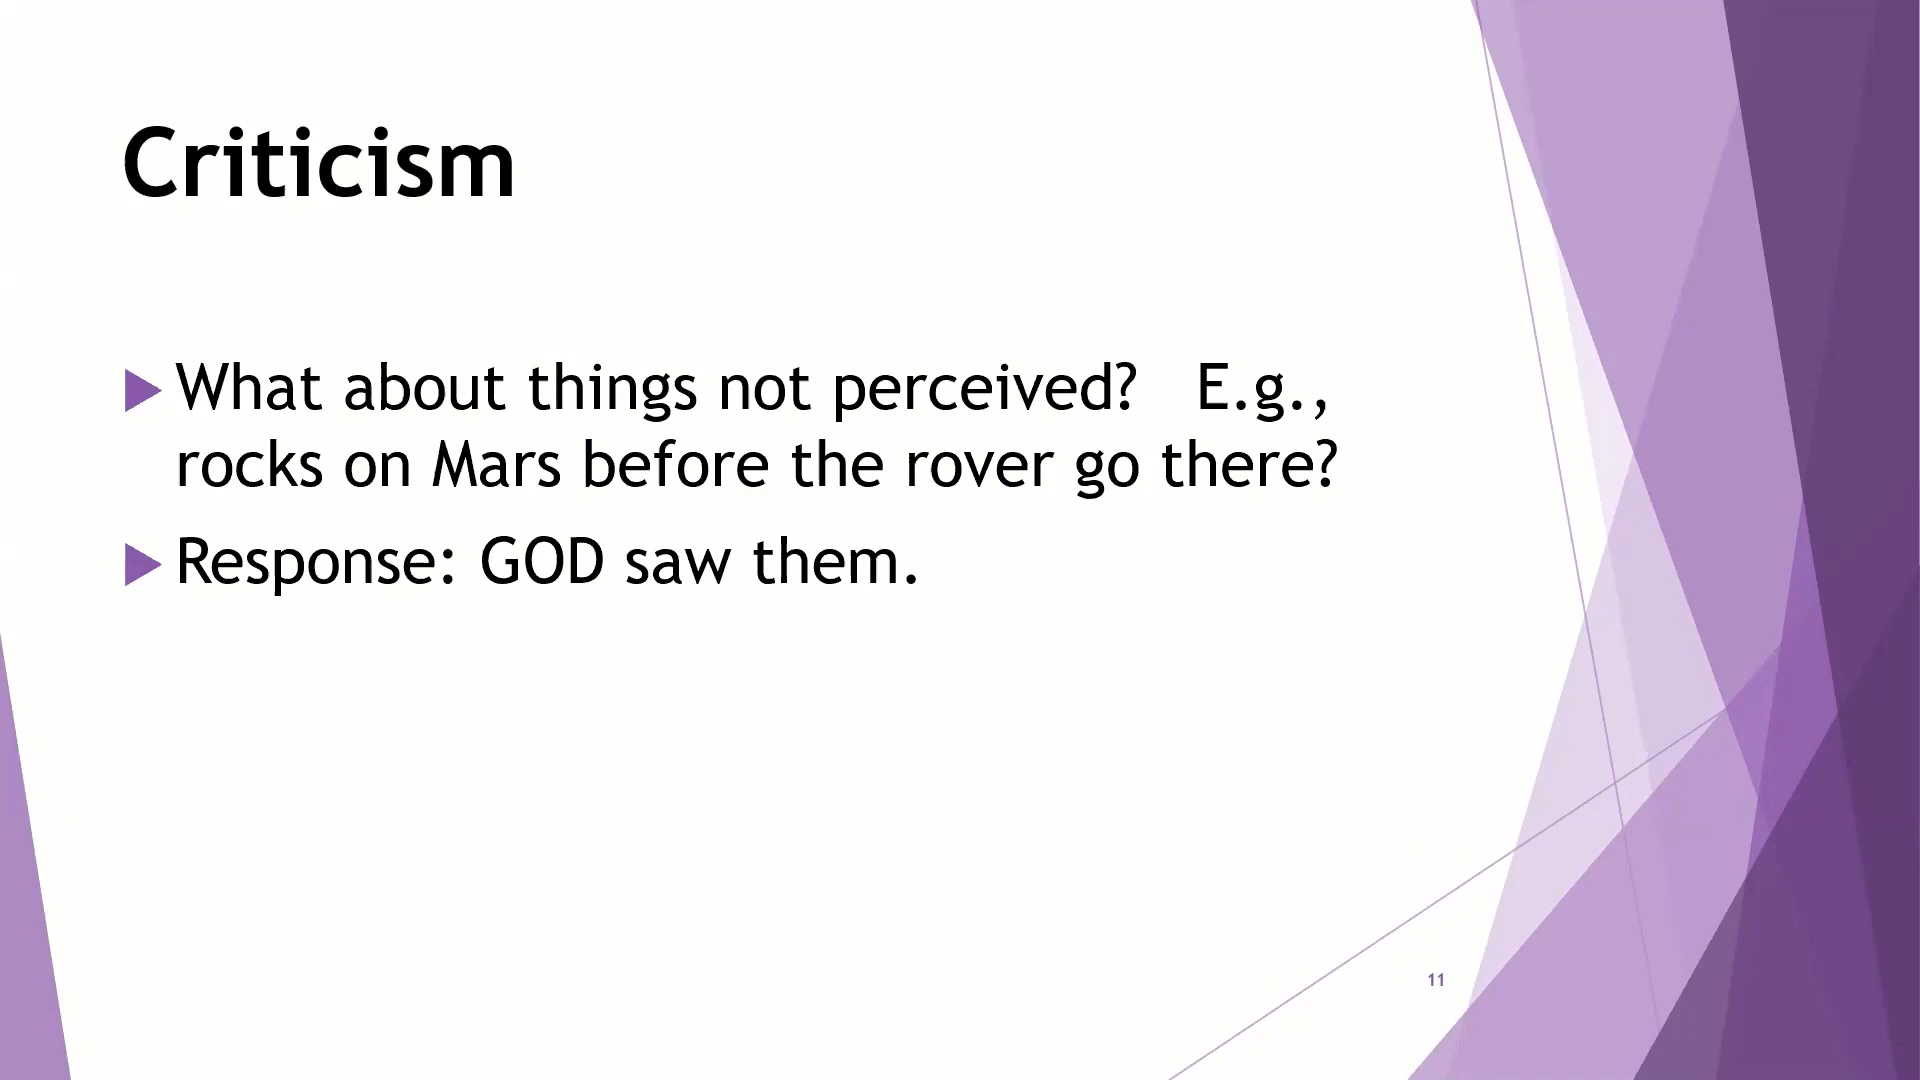 Criticism
What about things not perceived? E.g.,
rocks on Mars before the rover go there?
Response: GOD saw them.
11